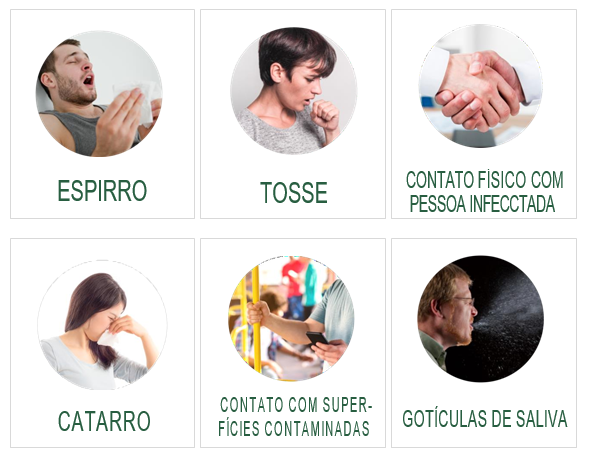 ESPIRRO
TOSSE
CONTATO FÍSICO COM
PESSOA INFECCTADA
CATARRO
CONTATO COM SUPER-
FÍCIES CONTAMINADAS
GOTÍCULAS DE SALIVA